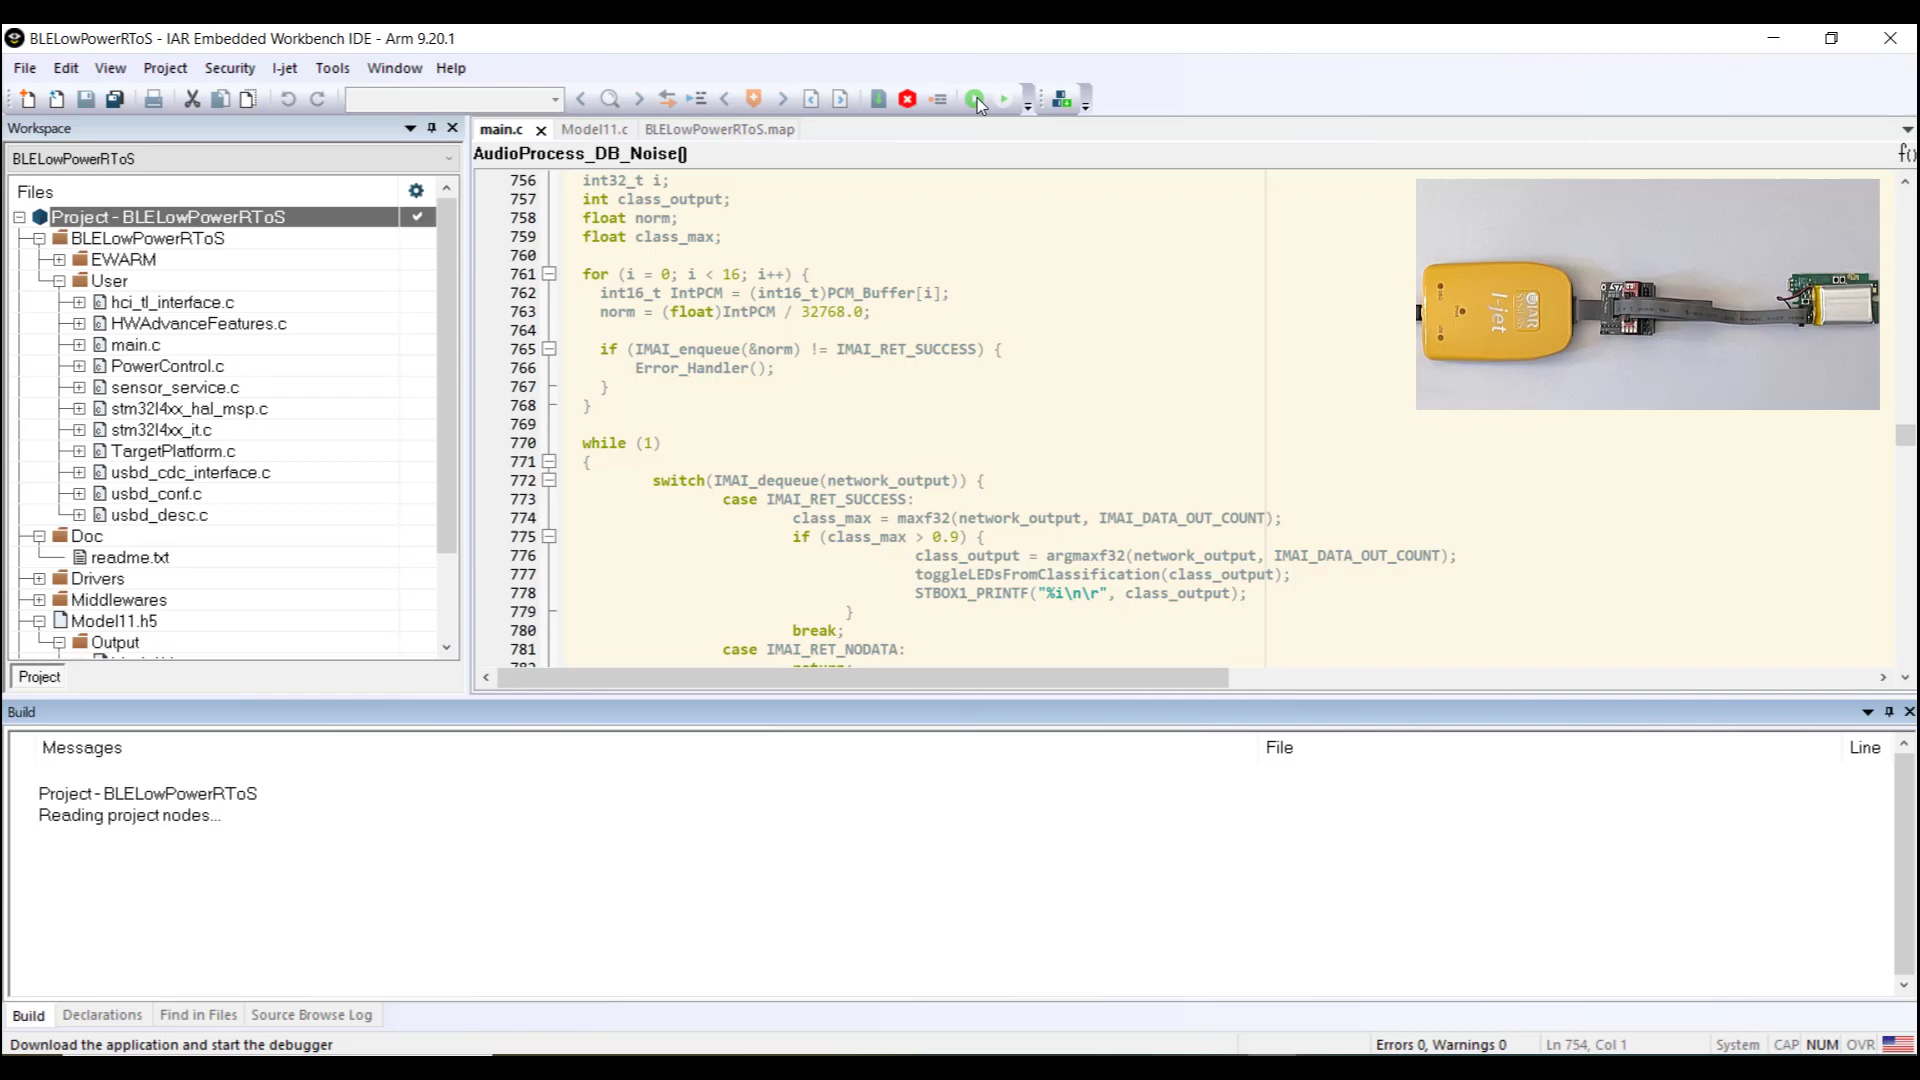 BLELowPowerRToS - IAR Embedded Workbench IDE - Arm 9.20.1
File Edit View Project Security I-jet Tools Window Help
Workspace
BLELowPowerRToS
Files
Project - BLELowPowerRToS
BLELowPowerRToS
EWARM
User
hci_tl_interface.c
HWAdvanceFeatures.c
main.c
PowerControl.c
sensor_service.c
stm32l4xx_hal_msp.c
stm32l4xx_it.c
TargetPlatform.c
usbd_cdc_interface.c
usbd_conf.c
usbd_desc.c
Doc
readme.txt
Drivers
Middlewares
Model11.h5
Output
Project
main.c Model11.c BLELowPowerRToS.map
AudioProcess_DB_Noise() f()
756 int32_t i;
757 int class_output;
758 float norm;
759 float class_max;
760
761 for (i = 0; i < 16; i++) {
762 int16_t IntPCM = (int16_t)PCM_Buffer[i];
763 norm = (float)IntPCM / 32768.0;
764
765 if (IMAI_enqueue(&norm) != IMAI_RET_SUCCESS) {
766 Error_Handler();
767 }
768 }
769
770 while (1)
771 {
772 switch(IMAI_dequeue(network_output)) {
773 case IMAI_RET_SUCCESS:
774 class_max = maxf32(network_output, IMAI_DATA_OUT_COUNT);
775 if (class_max > 0.9) {
776 class_output = argmaxf32(network_output, IMAI_DATA_OUT_COUNT);
777 toggleLEDsFromClassification(class_output);
778 STBOX1_PRINTF("%i\n\r", class_output);
779 }
780 break;
781 case IMAI_RET_NODATA:
782 return;
I-jet
IAR
SYSTEMS
Build
Messages File Line
Project - BLELowPowerRToS
Reading project nodes...
Build Declarations Find in Files Source Browse Log
Download the application and start the debugger Errors 0, Warnings 0 Ln 754, Col 1 System CAP NUM OVR